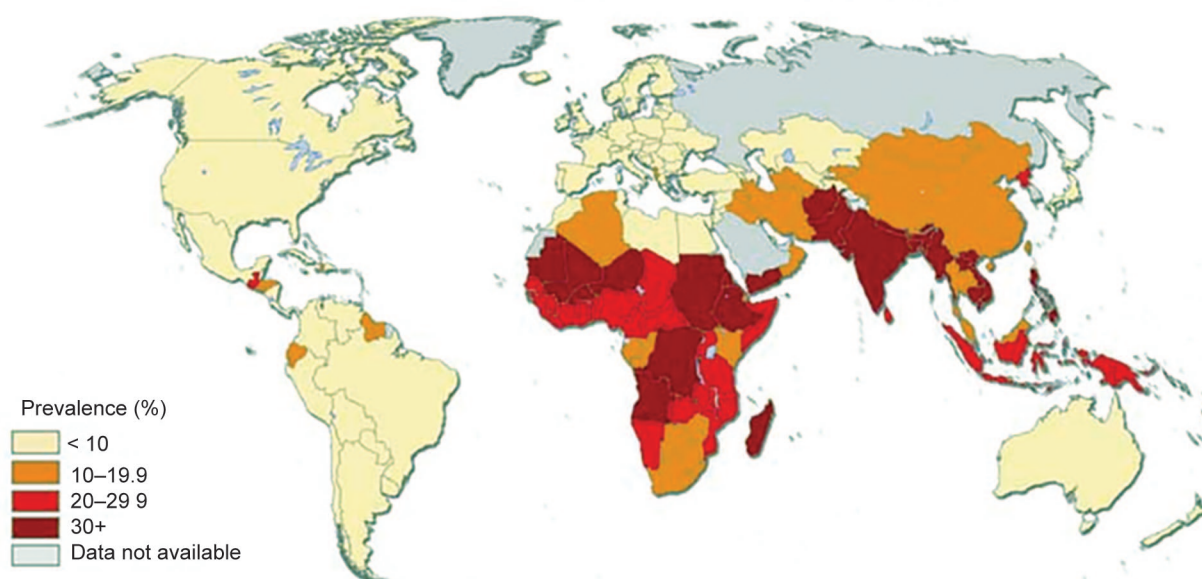 Prevalence (%)
< 10
10–19.9
20–29 9
30+
Data not available